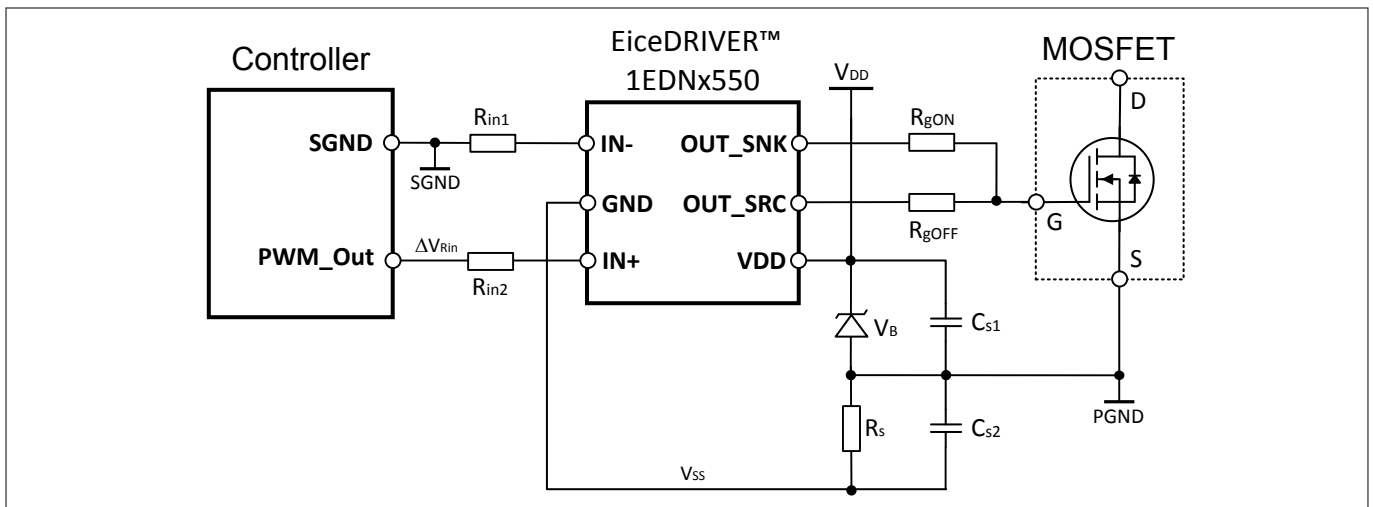 Controller
EiceDRIVER™
1EDNx550
MOSFET
VDD
D
Rin1
RgON
SGND
IN-
OUT_SNK
SGND
GND
OUT_SRC
G
RgOFF
PWM_Out
ΔVRin
IN+
VDD
S
Rin2
VB
Cs1
PGND
Rs
Cs2
VSS